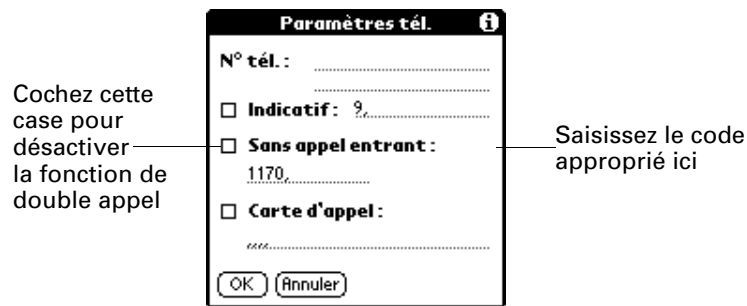 Paramètres tél.
N° tél. :
Indicatif : 9,
Sans appel entrant :
1170,
Carte d'appel :
,,,,
OK Annuler
Cochez cette
case pour
désactiver
la fonction de
double appel
Saisissez le code
approprié ici